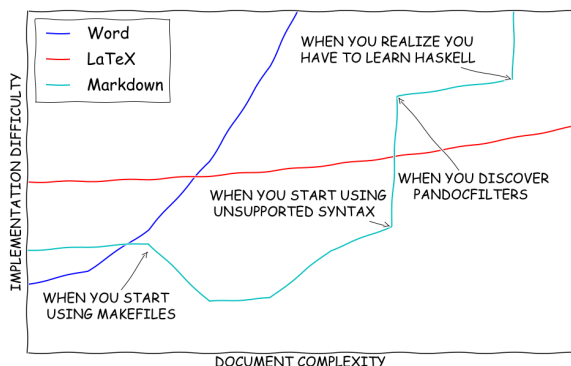 Word
LaTeX
Markdown
WHEN YOU REALIZE YOU
HAVE TO LEARN HASKELL
WHEN YOU DISCOVER
PANDOCFILTERS
WHEN YOU START USING
UNSUPPORTED SYNTAX
WHEN YOU START
USING MAKEFILES
IMPLEMENTATION DIFFICULTY
DOCUMENT COMPLEXITY